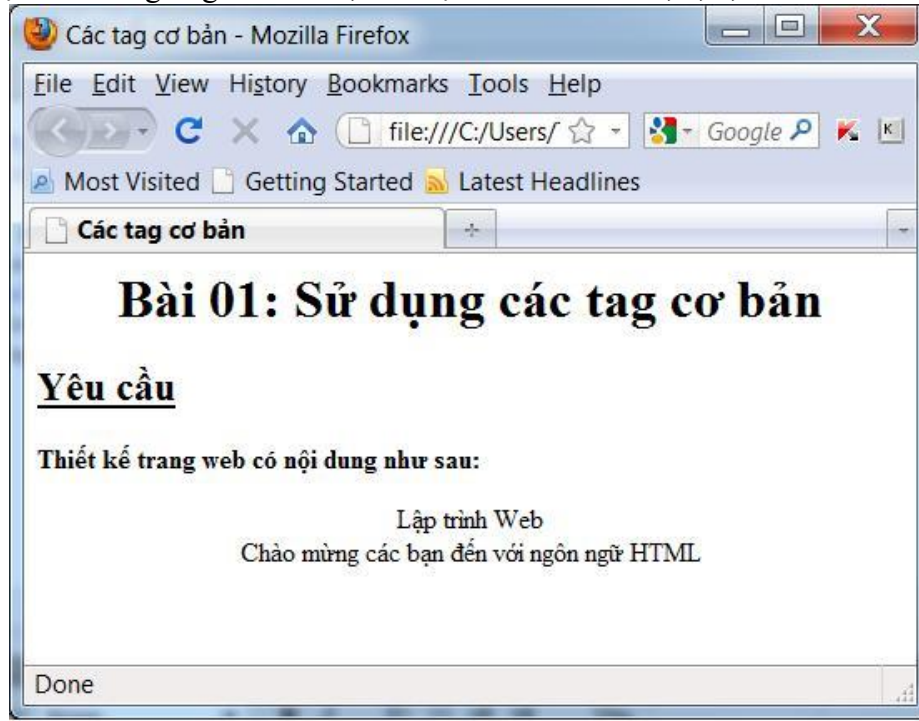 Các tag cơ bản - Mozilla Firefox
File Edit View History Bookmarks Tools Help
file:///C:/Users/ Google
Most Visited Getting Started Latest Headlines
Các tag cơ bản
Bài 01: Sử dụng các tag cơ bản
Yêu cầu
Thiết kế trang web có nội dung như sau:
Lập trình Web
Chào mừng các bạn đến với ngôn ngữ HTML
Done